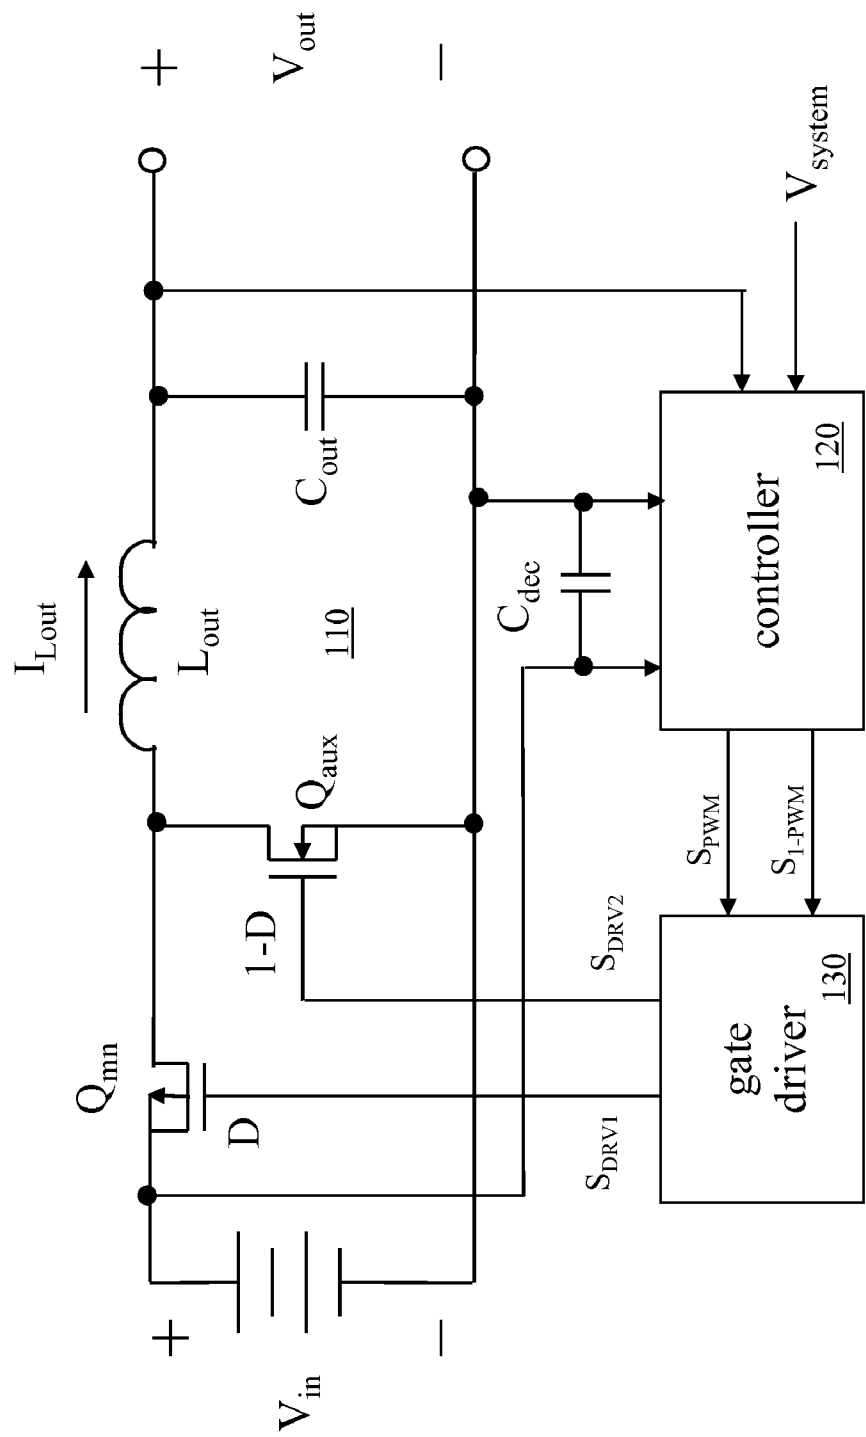 I_Lout
Q_mn
L_out
+
+
D
1-D
Q_aux
110
C_out
V_in
V_out
−
−
C_dec
S_DRV1
S_DRV2
V_system
S_PWM
S_1-PWM
gate
driver
130
controller
120